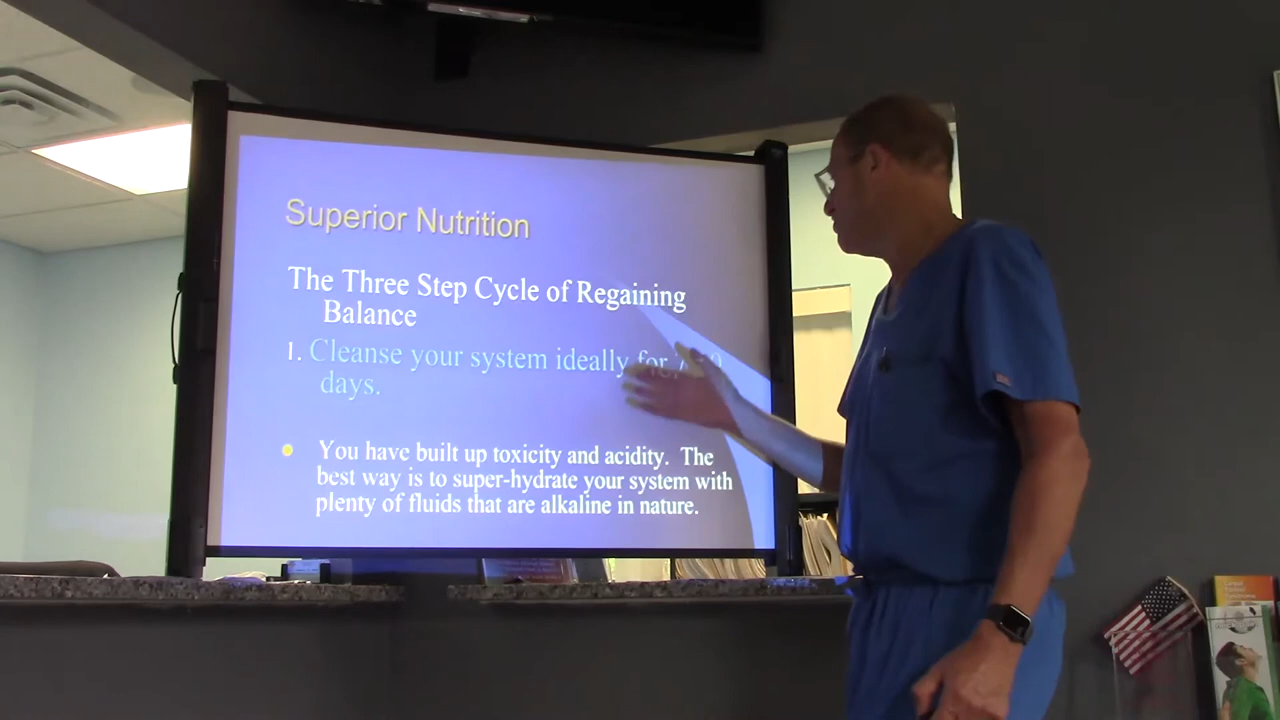 Superior Nutrition
The Three Step Cycle of Regaining
Balance
1. Cleanse your system ideally for
days.
You have built up toxicity and acidity. The
best way is to super-hydrate your system with
plenty of fluids that are alkaline in nature.